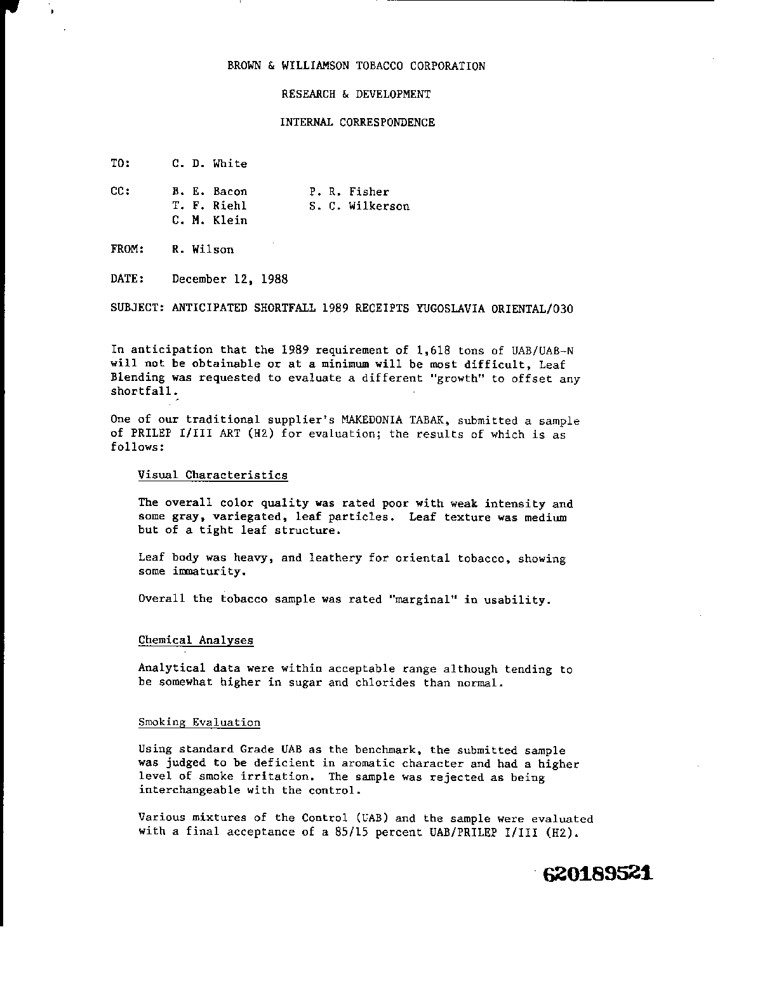 BROWN & WILLIAMSON TOBACCO CORPORATION
RESEARCH & DEVELOPMENT
INTERNAL CORRESPONDENCE
TO: C. D. White
CC: B. E. Bacon P. R. Fisher
T. F. Riehl S. C. Wilkerson
C. M. Klein
FROM: R. Wilson
DATE: December 12, 1988
SUBJECT: ANTICIPATED SHORTFALL 1989 RECEIPTS YUGOSLAVIA ORIENTAL/030
In anticipation that the 1989 requirement of 1,618 tons of UAB/UAB-N
will not be obtainable or at a minimum will be most difficult, Leaf
Blending was requested to evaluate a different "growth" to offset any
shortfall.
One of our traditional supplier's MAKEDONIA TABAK, submitted a sample
of PRILEP I/III ART (H2) for evaluation; the results of which is as
follows:
Visual Characteristics
The overall color quality was rated poor with weak intensity and
some gray, variegated, leaf particles. Leaf texture was medium
but of a tight leaf structure.
Leaf body was heavy, and leathery for oriental tobacco, showing
some immaturity.
Overall the tobacco sample was rated "marginal" in usability.
Chemical Analyses
Analytical data were within acceptable range although tending to
be somewhat higher in sugar and chlorides than normal.
Smoking Evaluation
Using standard Grade UAB as the benchmark, the submitted sample
was judged to be deficient in aromatic character and had a higher
level of smoke irritation. The sample was rejected as being
interchangeable with the control.
Various mixtures of the Control (UAB) and the sample were evaluated
with a final acceptance of a 85/15 percent UAB/PRILEP I/III (H2).
620189521